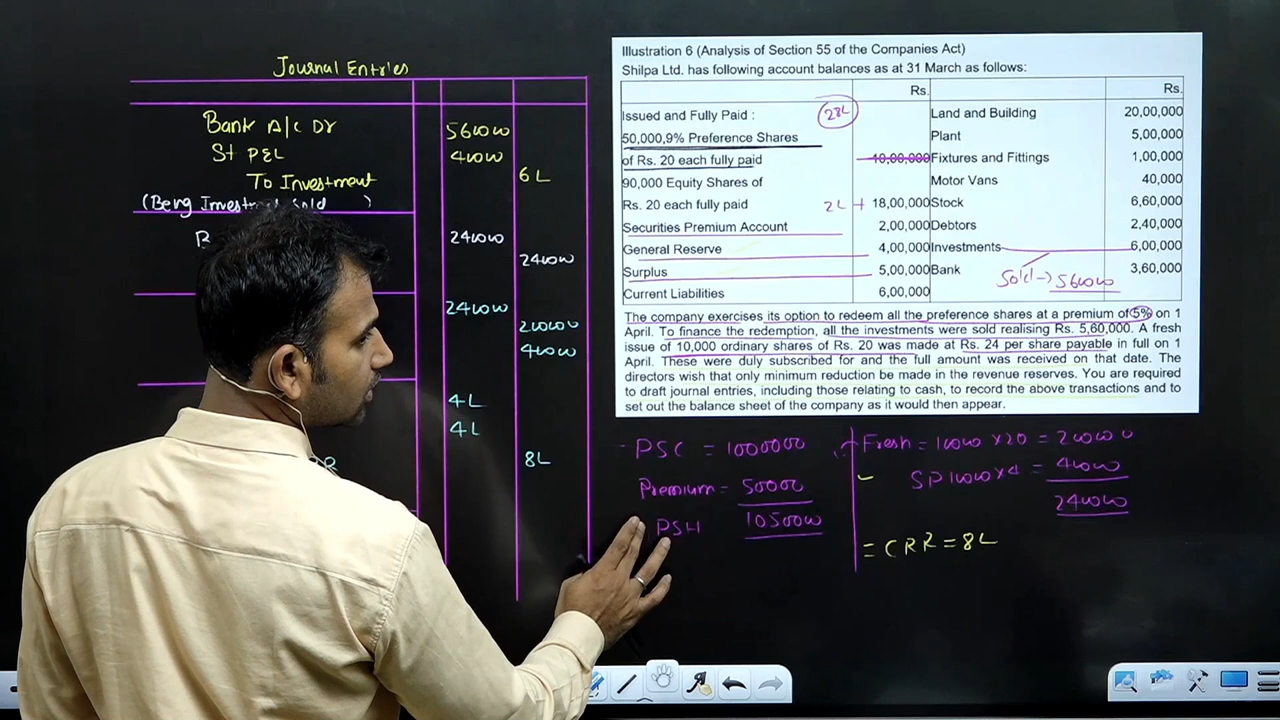 Journal Entries
Bank A/c Dr 560000
St P&L 40000
To Investment 6L
(Being Investment Sold )
B 240000
240000
240000
200000
40000
4L
4L
RR 8L
Illustration 6 (Analysis of Section 55 of the Companies Act)
Shilpa Ltd. has following account balances as at 31 March as follows:
Rs. Rs.
Issued and Fully Paid : 28L Land and Building 20,00,000
50,000,9% Preference Shares Plant 5,00,000
of Rs. 20 each fully paid 10,00,000 Fixtures and Fittings 1,00,000
90,000 Equity Shares of Motor Vans 40,000
Rs. 20 each fully paid 2L + 18,00,000 Stock 6,60,000
Securities Premium Account 2,00,000 Debtors 2,40,000
General Reserve 4,00,000 Investments 6,00,000
Surplus 5,00,000 Bank Sold → 560000 3,60,000
Current Liabilities 6,00,000
The company exercises its option to redeem all the preference shares at a premium of 5% on 1
April. To finance the redemption, all the investments were sold realising Rs. 5,60,000. A fresh
issue of 10,000 ordinary shares of Rs. 20 was made at Rs. 24 per share payable in full on 1
April. These were duly subscribed for and the full amount was received on that date. The
directors wish that only minimum reduction be made in the revenue reserves. You are required
to draft journal entries, including those relating to cash, to record the above transactions and to
set out the balance sheet of the company as it would then appear.
- PSC = 1000000
Premium = 50000
PSH 1050000
Fresh = 10000 x 20 = 200000
- SP 10000 x 4 = 40000
240000
= CRR = 8L